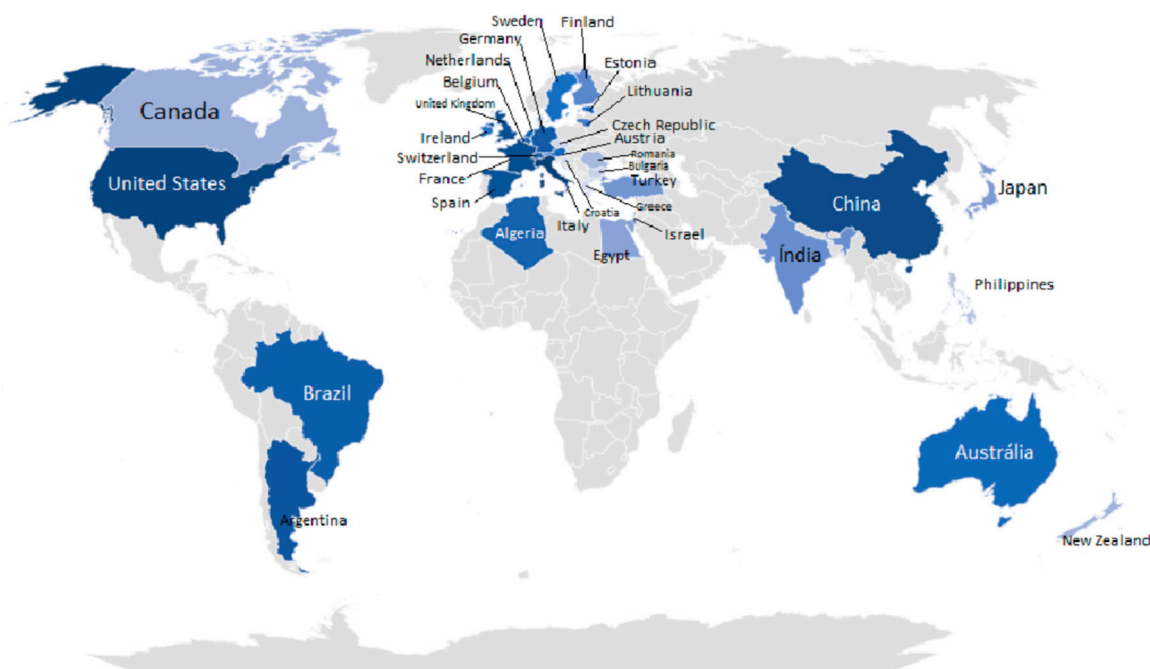 Sweden
Finland
Germany
Netherlands
Estonia
Belgium
Lithuania
United Kingdom
Canada
Czech Republic
Ireland
Austria
Switzerland
Romania
Bulgaria
United States
France
Turkey
Japan
Spain
China
Croatia
Greece
Italy
Algeria
Israel
Egypt
Índia
Philippines
Brazil
Austrália
Argentina
New Zealand